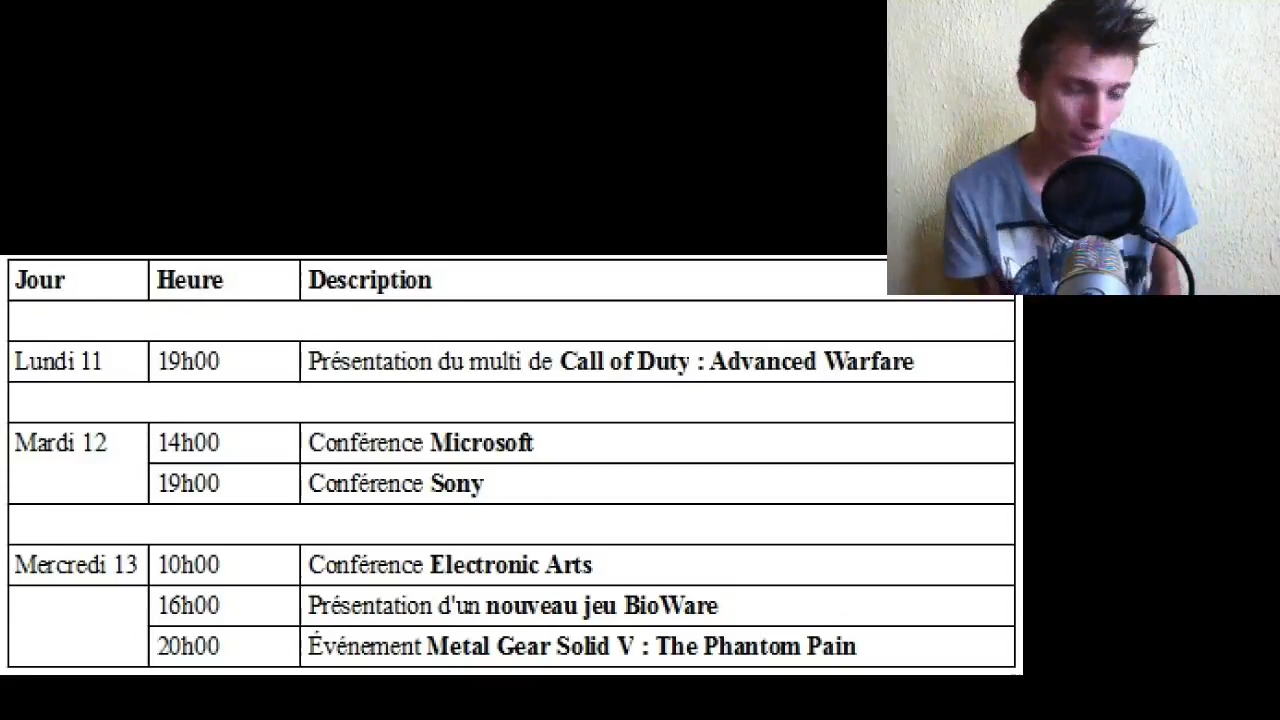 Jour Heure Description
Lundi 11 19h00 Présentation du multi de Call of Duty : Advanced Warfare
Mardi 12 14h00 Conférence Microsoft
19h00 Conférence Sony
Mercredi 13 10h00 Conférence Electronic Arts
16h00 Présentation d'un nouveau jeu BioWare
20h00 Événement Metal Gear Solid V : The Phantom Pain